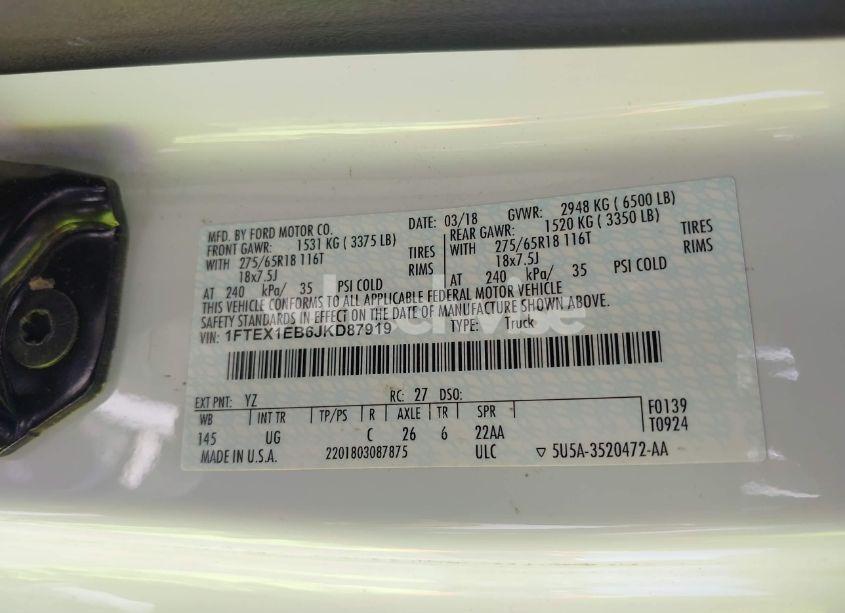 MFD. BY FORD MOTOR CO. DATE: 03/18 GVWR: 2948 KG ( 6500 LB)
FRONT GAWR: 1531 KG ( 3375 LB) REAR GAWR: 1520 KG ( 3350 LB)
WITH 275/65R18 116T TIRES WITH 275/65R18 116T TIRES
18x7.5J RIMS 18x7.5J RIMS
AT 240 kPa/ 35 PSI COLD AT 240 kPa/ 35 PSI COLD
THIS VEHICLE CONFORMS TO ALL APPLICABLE FEDERAL MOTOR VEHICLE
SAFETY STANDARDS IN EFFECT ON THE DATE OF MANUFACTURE SHOWN ABOVE.
VIN: 1FTEX1EB6JKD87919 TYPE: Truck
EXT PNT: YZ RC: 27 DSO: F0139
WB INT TR TP/PS R AXLE TR SPR T0924
145 UG C 26 6 22AA
MADE IN U.S.A. 2201803087875 ULC ▽ 5U5A-3520472-AA